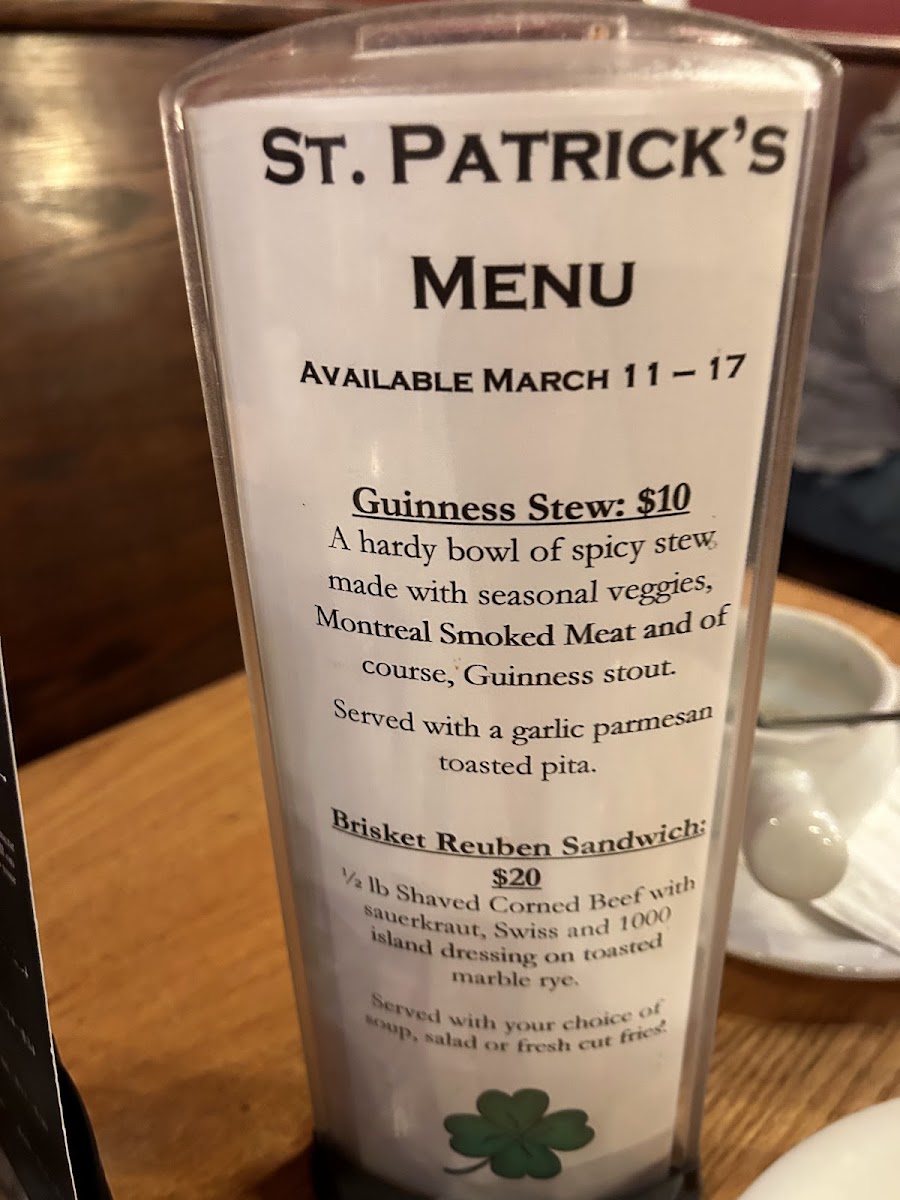 ST. PATRICK'S
MENU
AVAILABLE MARCH 11 – 17
Guinness Stew: $10
A hardy bowl of spicy stew,
made with seasonal veggies,
Montreal Smoked Meat and of
course, Guinness stout.
Served with a garlic parmesan
toasted pita.
Brisket Reuben Sandwich:
$20
½ lb Shaved Corned Beef with
sauerkraut, Swiss and 1000
island dressing on toasted
marble rye.
Served with your choice of
soup, salad or fresh cut fries!